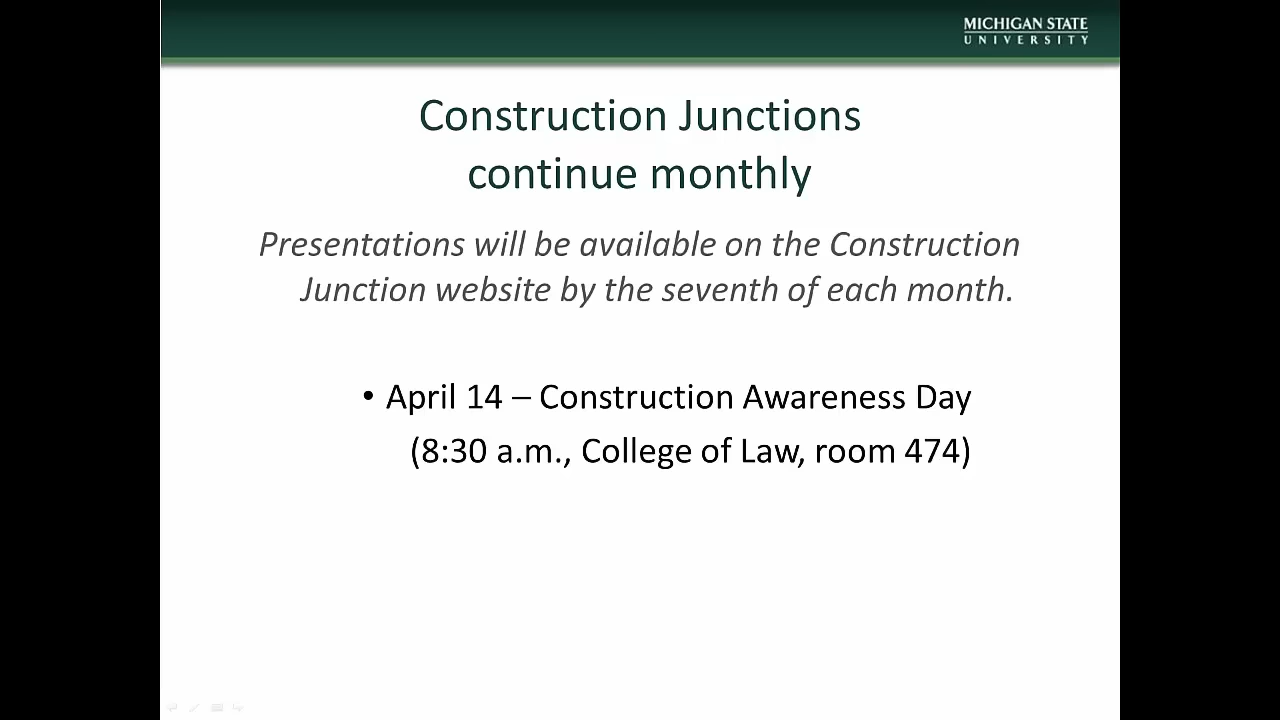 MICHIGAN STATE
UNIVERSITY
Construction Junctions
continue monthly
Presentations will be available on the Construction
Junction website by the seventh of each month.
• April 14 – Construction Awareness Day
(8:30 a.m., College of Law, room 474)